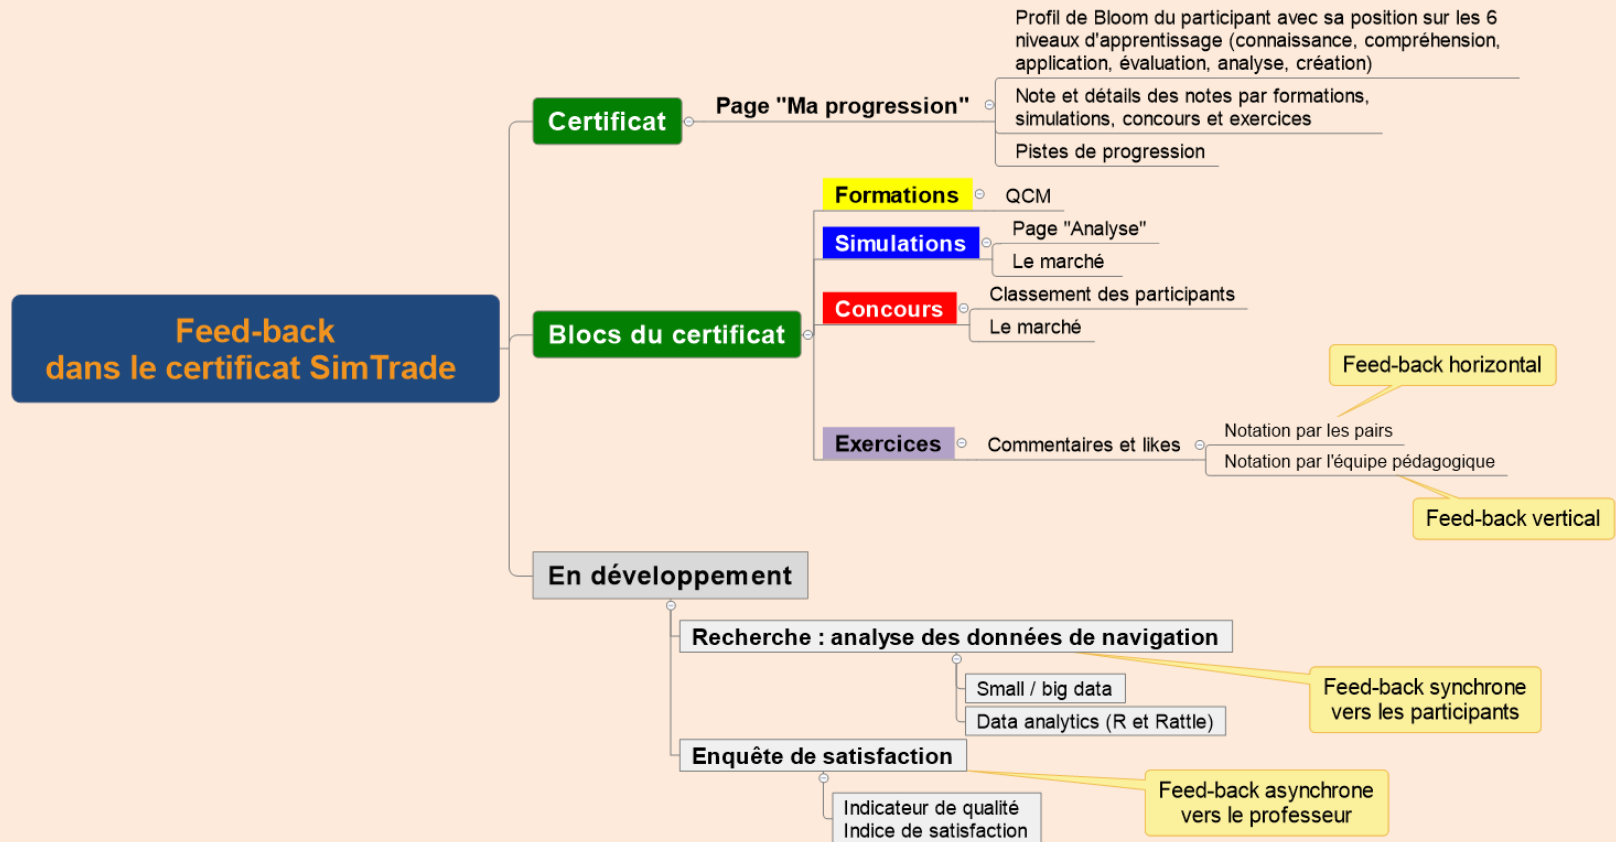 Feed-back
dans le certificat SimTrade
Certificat
Page "Ma progression"
Profil de Bloom du participant avec sa position sur les 6
niveaux d'apprentissage (connaissance, compréhension,
application, évaluation, analyse, création)
Note et détails des notes par formations,
simulations, concours et exercices
Pistes de progression
Blocs du certificat
Formations
QCM
Simulations
Page "Analyse"
Le marché
Concours
Classement des participants
Le marché
Exercices
Commentaires et likes
Notation par les pairs
Feed-back horizontal
Notation par l'équipe pédagogique
Feed-back vertical
En développement
Recherche : analyse des données de navigation
Small / big data
Data analytics (R et Rattle)
Feed-back synchrone
vers les participants
Enquête de satisfaction
Indicateur de qualité
Indice de satisfaction
Feed-back asynchrone
vers le professeur